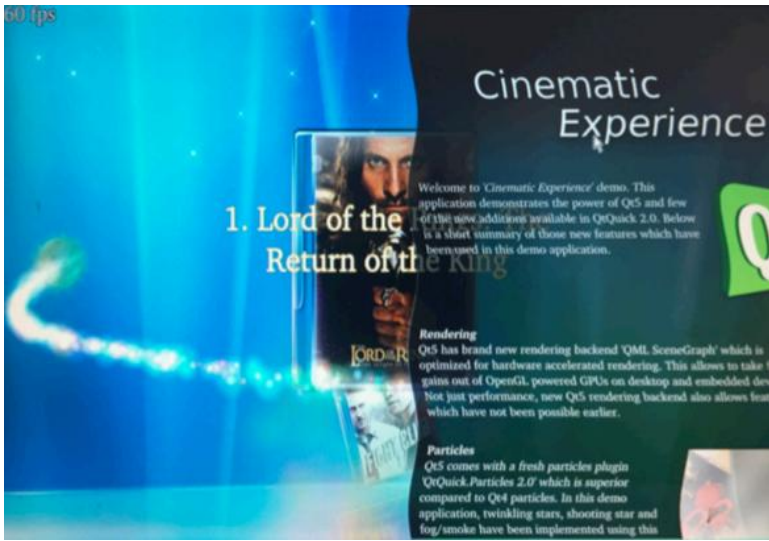 60 fps
Cinematic
Experience
1. Lord of the Rings:
Return of the King
LORD OF THE R
Welcome to 'Cinematic Experience' demo. This
application demonstrates the power of Qt5 and few
of the new additions available in QtQuick 2.0. Below
is a short summary of those new features which have
been used in this demo application.
Q
Rendering
Qt5 has brand new rendering backend 'QML SceneGraph' which is
optimized for hardware accelerated rendering. This allows to take
gains out of OpenGL powered GPUs on desktop and embedded
Not just performance, new Qt5 rendering backend also allows
which have not been possible earlier.
Particles
Qt5 comes with a fresh particles plugin
'QtQuick.Particles 2.0' which is superior
compared to Qt4 particles. In this demo
application, twinkling stars, shooting star and
fog/smoke have been implemented using this